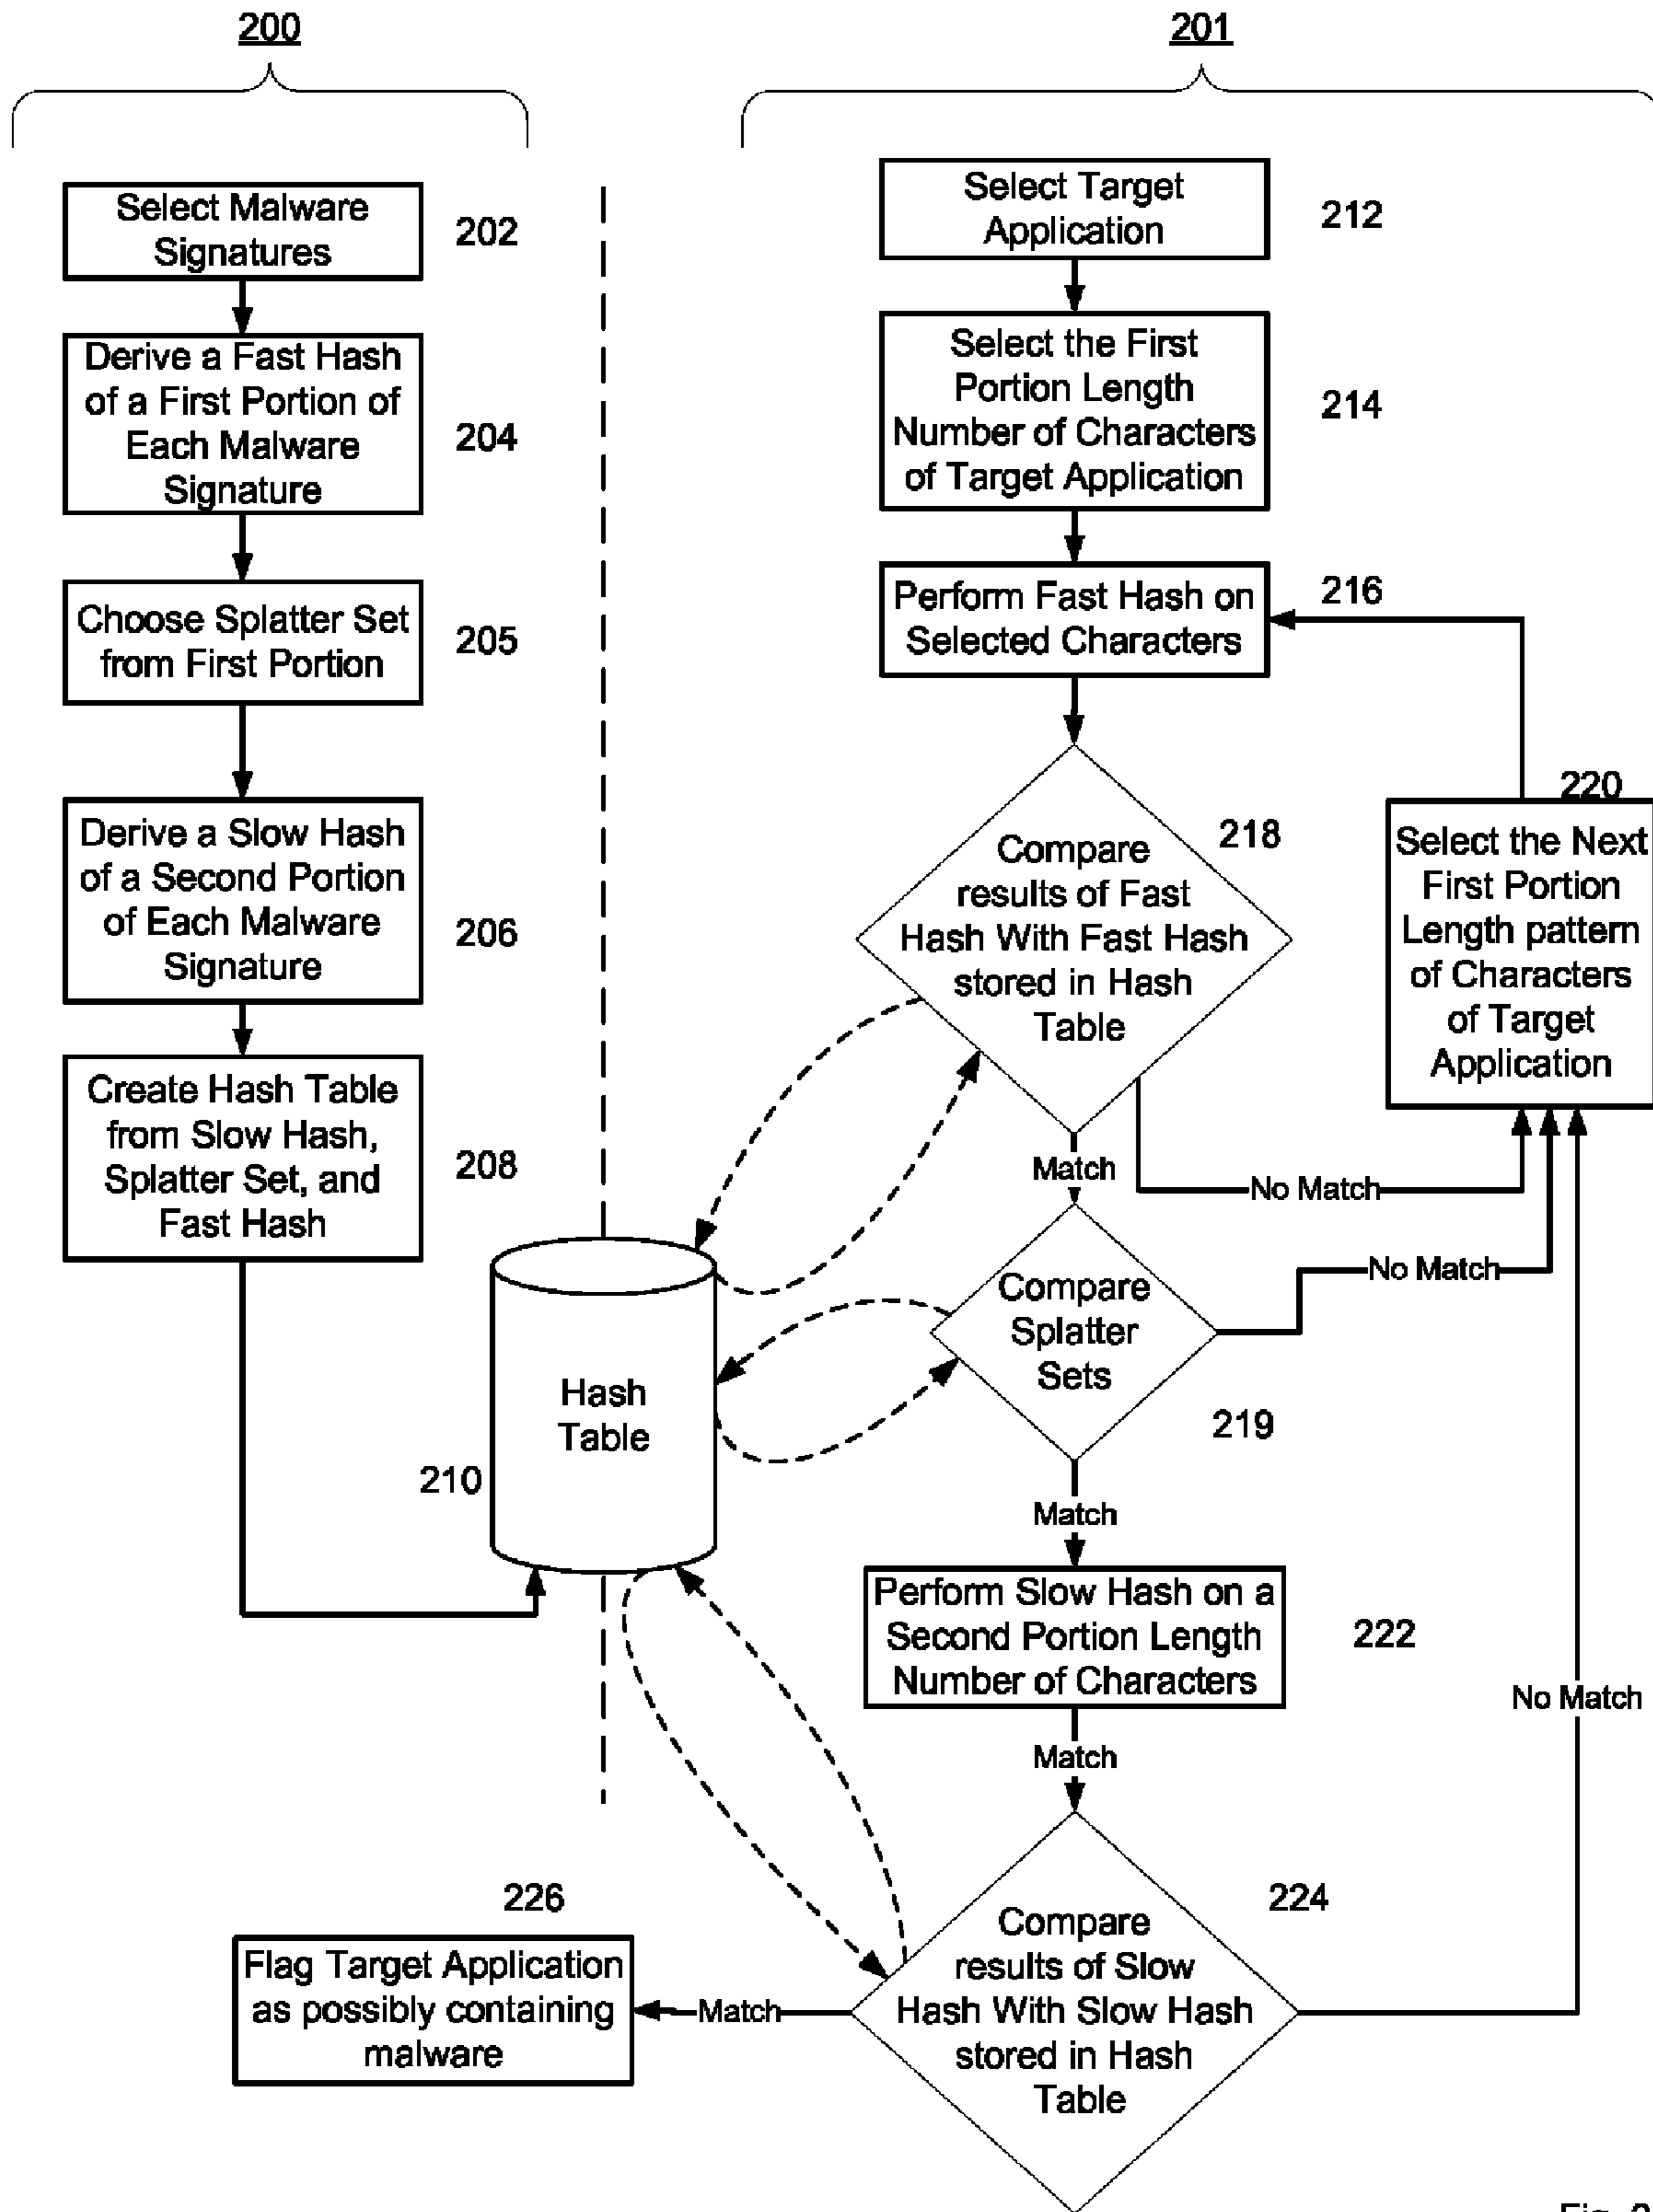 200
201
Select Malware
Signatures
202
Derive a Fast Hash
of a First Portion of
Each Malware
Signature
204
Choose Splatter Set
from First Portion
205
Derive a Slow Hash
of a Second Portion
of Each Malware
Signature
206
Create Hash Table
from Slow Hash,
Splatter Set, and
Fast Hash
208
Hash
Table
210
Select Target
Application
212
Select the First
Portion Length
Number of Characters
of Target Application
214
Perform Fast Hash on
Selected Characters
216
Compare
results of Fast
Hash With Fast Hash
stored in Hash
Table
218
220
Select the Next
First Portion
Length pattern
of Characters
of Target
Application
Match
No Match
Compare
Splatter
Sets
No Match
219
Match
Perform Slow Hash on a
Second Portion Length
Number of Characters
222
No Match
Match
Compare
results of Slow
Hash With Slow Hash
stored in Hash
Table
224
Match
226
Flag Target Application
as possibly containing
malware